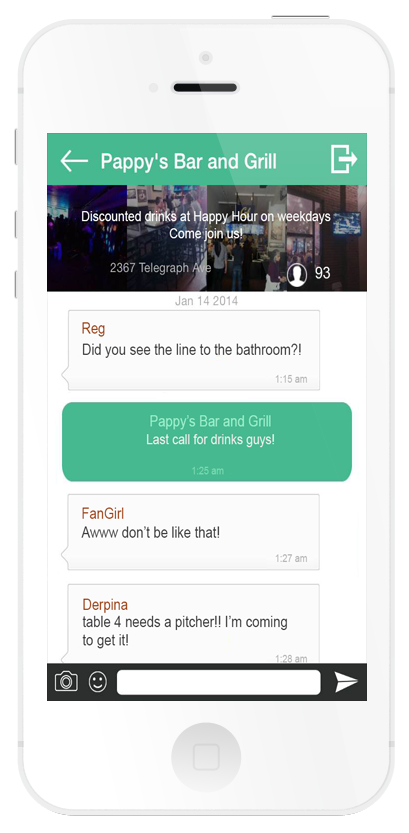 Pappy's Bar and Grill
Discounted drinks at Happy Hour on weekdays
Come join us!
2367 Telegraph Ave
93
Jan 14 2014
Reg
Did you see the line to the bathroom?!
1:15 am
Pappy's Bar and Grill
Last call for drinks guys!
1:25 am
FanGirl
Awww don't be like that!
1:27 am
Derpina
table 4 needs a pitcher!! I'm coming
to get it!
1:28 am